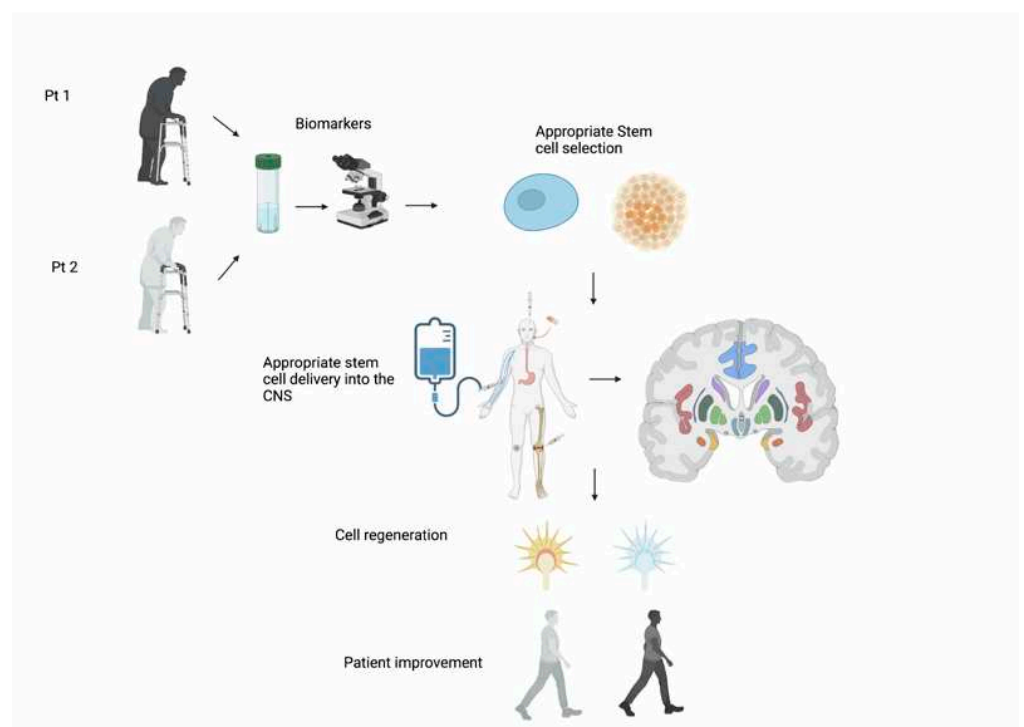 Pt 1
Biomarkers
Appropriate Stem
cell selection
Pt 2
Appropriate stem
cell delivery into the
CNS
Cell regeneration
Patient improvement